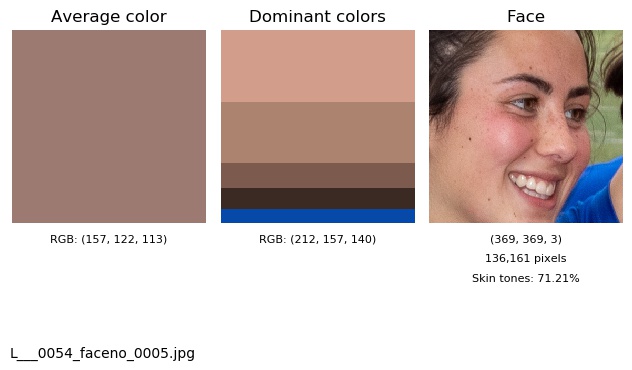 Average color
Dominant colors
Face
RGB: (157, 122, 113)
RGB: (212, 157, 140)
(369, 369, 3)
136,161 pixels
Skin tones: 71.21%
L___0054_faceno_0005.jpg